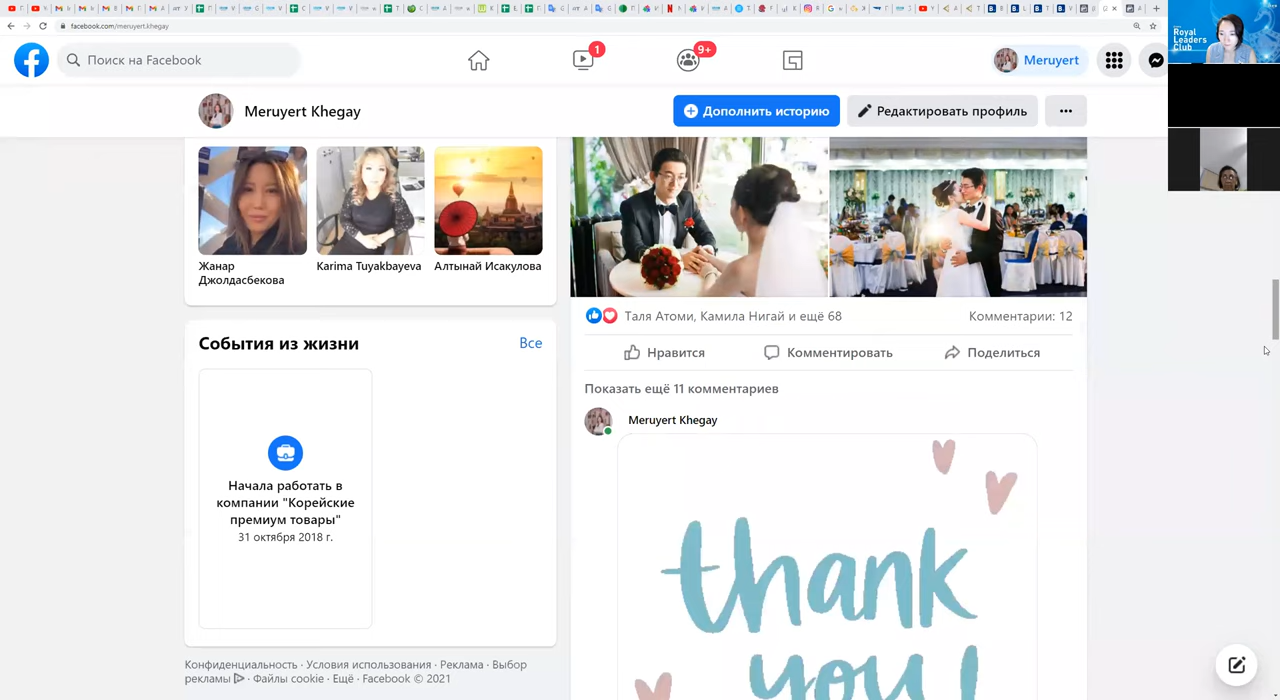 facebook.com/meruyert.khegay
Поиск на Facebook
1
9+
Meruyert
Royal
Leaders
Club
Meruyert Khegay
Дополнить историю
Редактировать профиль
Жанар
Джолдасбекова
Karima Tuyakbayeva
Алтынай Исакулова
События из жизни
Все
Начала работать в
компании "Корейские
премиум товары"
31 октября 2018 г.
Конфиденциальность · Условия использования · Реклама · Выбор
рекламы · Файлы cookie · Ещё · Facebook © 2021
Таля Атоми, Камила Нигай и ещё 68
Комментарии: 12
Нравится
Комментировать
Поделиться
Показать ещё 11 комментариев
Meruyert Khegay
thank
you!